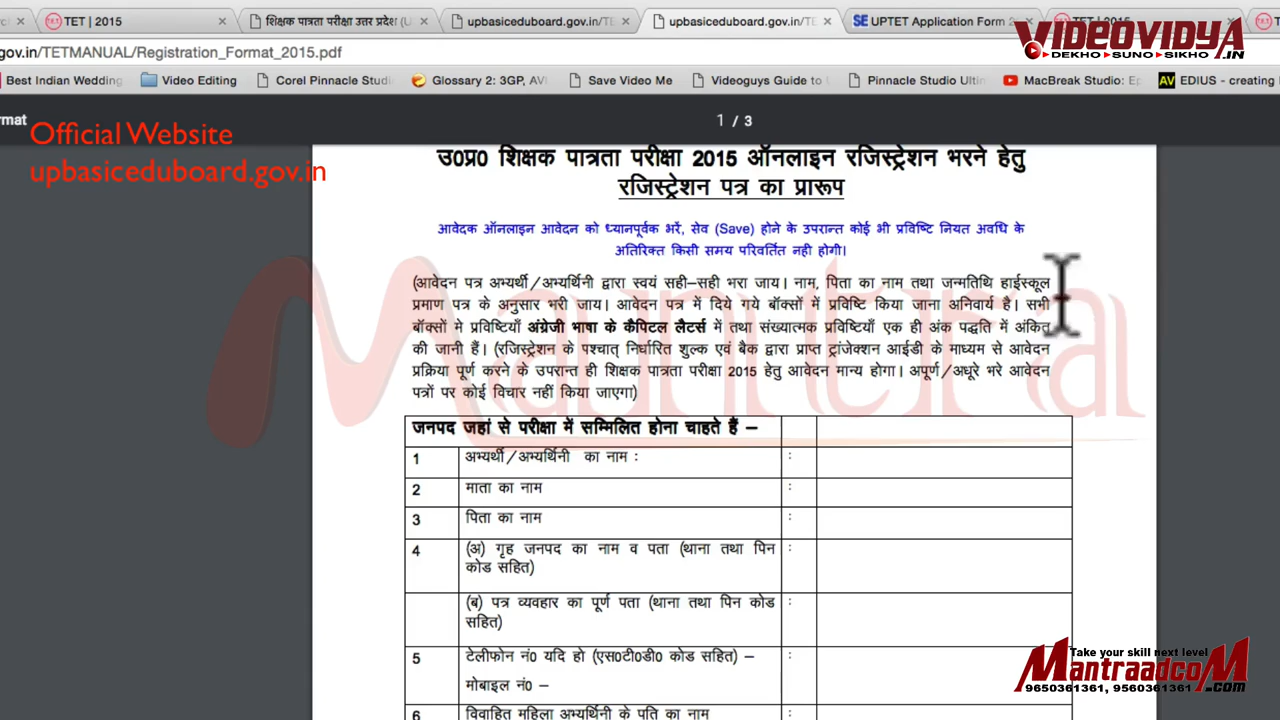 TET | 2015
शिक्षक पात्रता परीक्षा उत्तर प्रदेश (U
upbasiceduboard.gov.in/TE
upbasiceduboard.gov.in/TE
SE UPTET Application Form 2
TET | 2015
gov.in/TETMANUAL/Registration_Format_2015.pdf
VIDEOVIDYA
DEKHO SUNO SIKHO .IN
Best Indian Wedding
Video Editing
Corel Pinnacle Studi
Glossary 2: 3GP, AV
Save Video Me
Videoguys Guide to
Pinnacle Studio Ulti
MacBreak Studio: Ep
AV EDIUS - creating
rmat
1 / 3
Official Website
upbasiceduboard.gov.in
उ0प्र0 शिक्षक पात्रता परीक्षा 2015 ऑनलाइन रजिस्ट्रेशन भरने हेतु
रजिस्ट्रेशन पत्र का प्रारूप
आवेदक ऑनलाइन आवेदन को ध्यानपूर्वक भरें, सेव (Save) होने के उपरान्त कोई भी प्रविष्टि नियत अवधि के
अतिरिक्त किसी समय परिवर्तित नही होगी।
(आवेदन पत्र अभ्यर्थी/अभ्यर्थिनी द्वारा स्वयं सही–सही भरा जाय। नाम, पिता का नाम तथा जन्मतिथि हाईस्कूल
प्रमाण पत्र के अनुसार भरी जाय। आवेदन पत्र में दिये गये बॉक्सों में प्रविष्टि किया जाना अनिवार्य है। सभी
बॉक्सों मे प्रविष्टियाँ अंग्रेजी भाषा के कैपिटल लैटर्स में तथा संख्यात्मक प्रविष्टियाँ एक ही अंक पद्धति में अंकित
की जानी हैं। (रजिस्ट्रेशन के पश्चात् निर्धारित शुल्क एवं बैंक द्वारा प्राप्त ट्रांजेक्शन आईडी के माध्यम से आवेदन
प्रक्रिया पूर्ण करने के उपरान्त ही शिक्षक पात्रता परीक्षा 2015 हेतु आवेदन मान्य होगा। अपूर्ण/अधूरे भरे आवेदन
पत्रों पर कोई विचार नहीं किया जाएगा)
Mantraa
जनपद जहां से परीक्षा में सम्मिलित होना चाहते हैं –
1 अभ्यर्थी/अभ्यर्थिनी का नाम : :
2 माता का नाम :
3 पिता का नाम :
4 (अ) गृह जनपद का नाम व पता (थाना तथा पिन :
कोड सहित)
(ब) पत्र व्यवहार का पूर्ण पता (थाना तथा पिन कोड :
सहित)
5 टेलीफोन नं0 यदि हो (एस0टी0डी0 कोड सहित) – :
मोबाइल नं0 –
6 विवाहित महिला अभ्यर्थिनी के पति का नाम
Take your skill next level
MantraadcoM
9650361361, 9560361361 .com